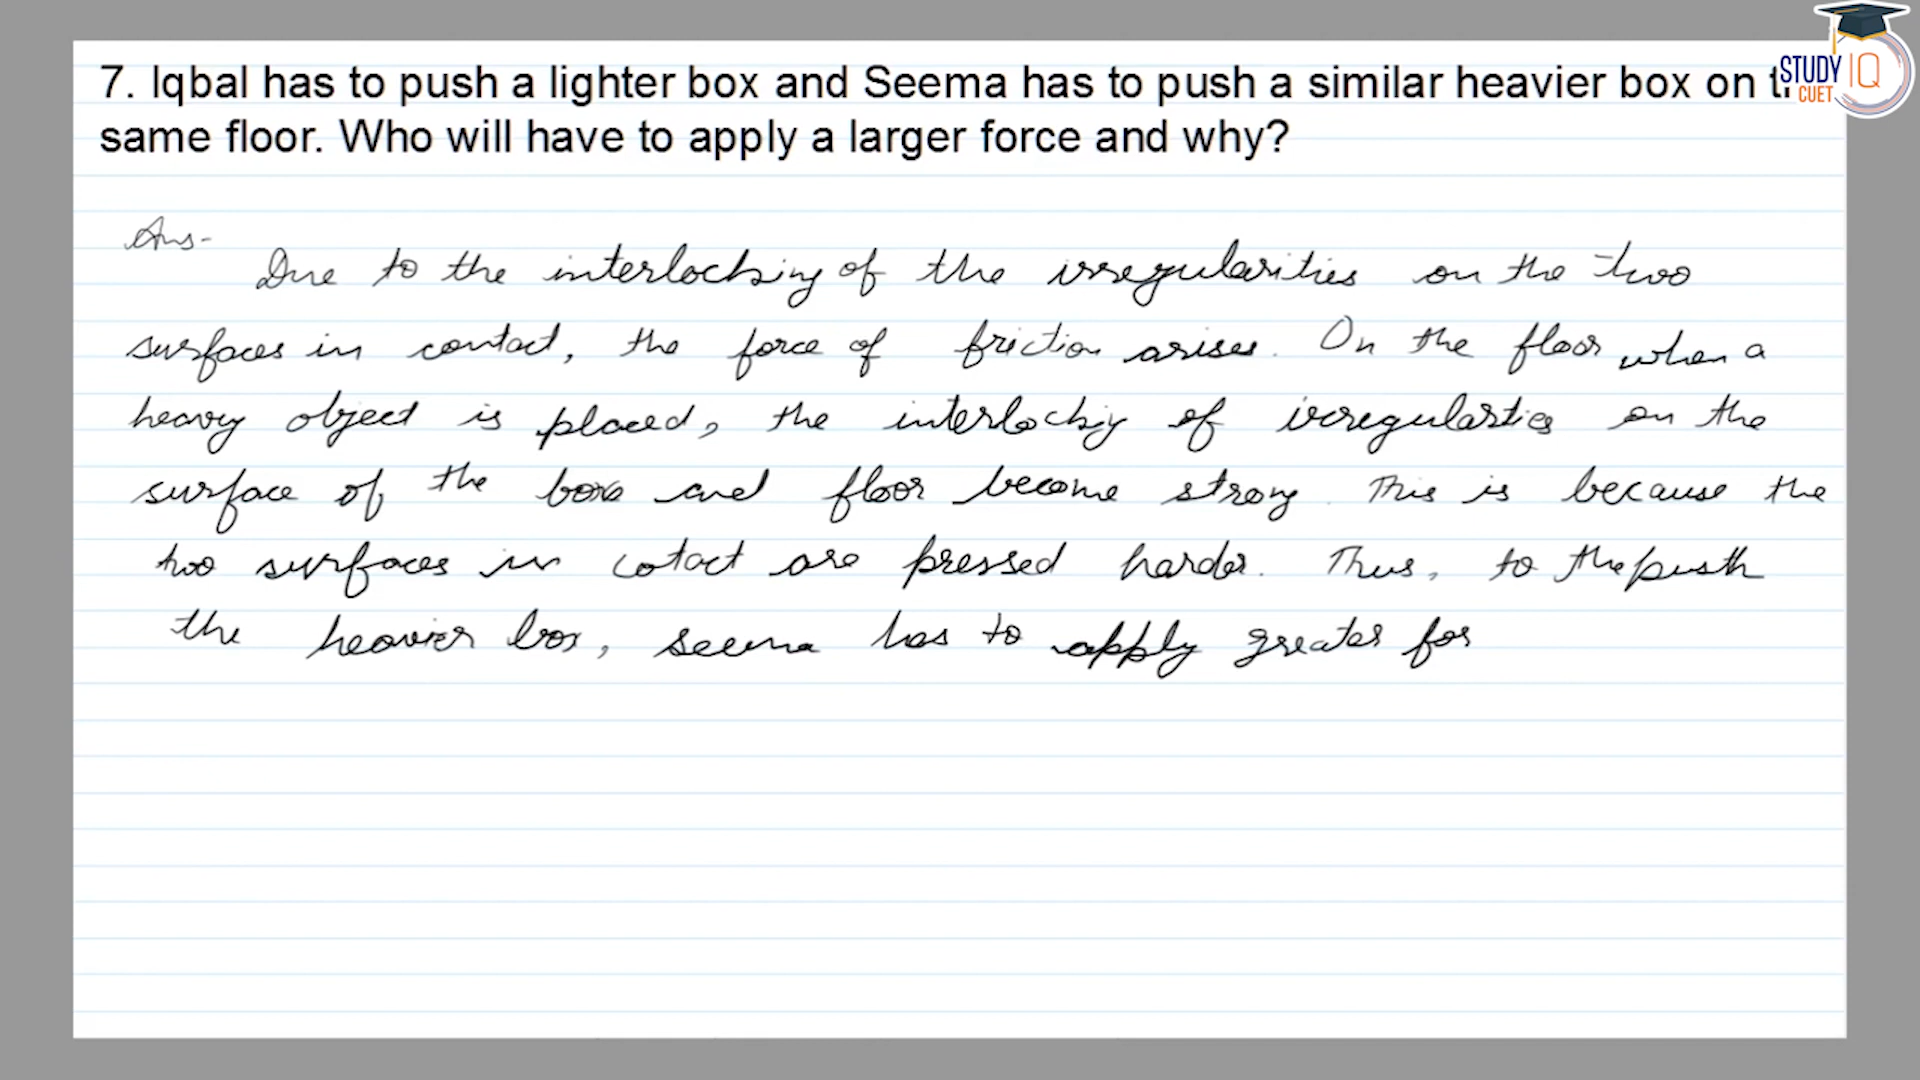 7. Iqbal has to push a lighter box and Seema has to push a similar heavier box on t
STUDY IQ
CUET
same floor. Who will have to apply a larger force and why?
Ans-
Due to the interlocking of the irregularities on the two
surfaces in contact, the force of friction arises. On the floor when a
heavy object is placed, the interlockiy of irregularties on the
surface of the box and floor become strong. This is because the
two surfaces in cotact are pressed harder. Thus, to the push
the heavier box, seema has to apply greater for